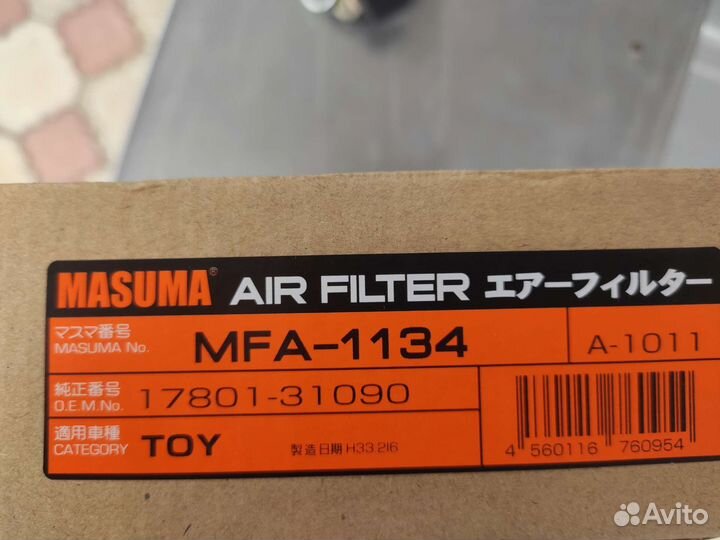 MASUMA® AIR FILTER エアーフィルター
マスマ番号
MASUMA No. MFA-1134 A-1011
純正番号
O.E.M.No. 17801-31090
適用車種
CATEGORY TOY 製造日期 H33.216
4 560116 760954
Avito